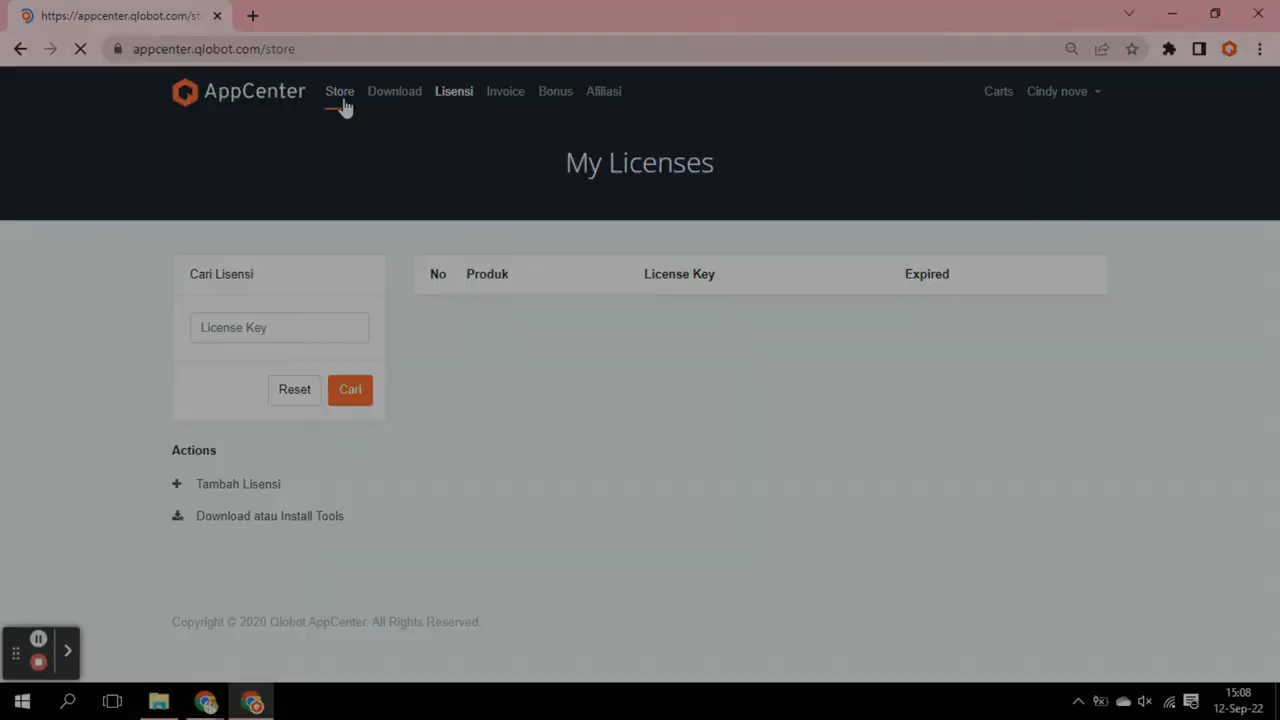 https://appcenter.qlobot.com/st
appcenter.qlobot.com/store
AppCenter Store Download Lisensi Invoice Bonus Afiliasi Carts Cindy nove
My Licenses
Cari Lisensi
No Produk License Key Expired
License Key
Reset Cari
Actions
Tambah Lisensi
Download atau Install Tools
Copyright © 2020 Qlobot AppCenter. All Rights Reserved.
15:08
12-Sep-22